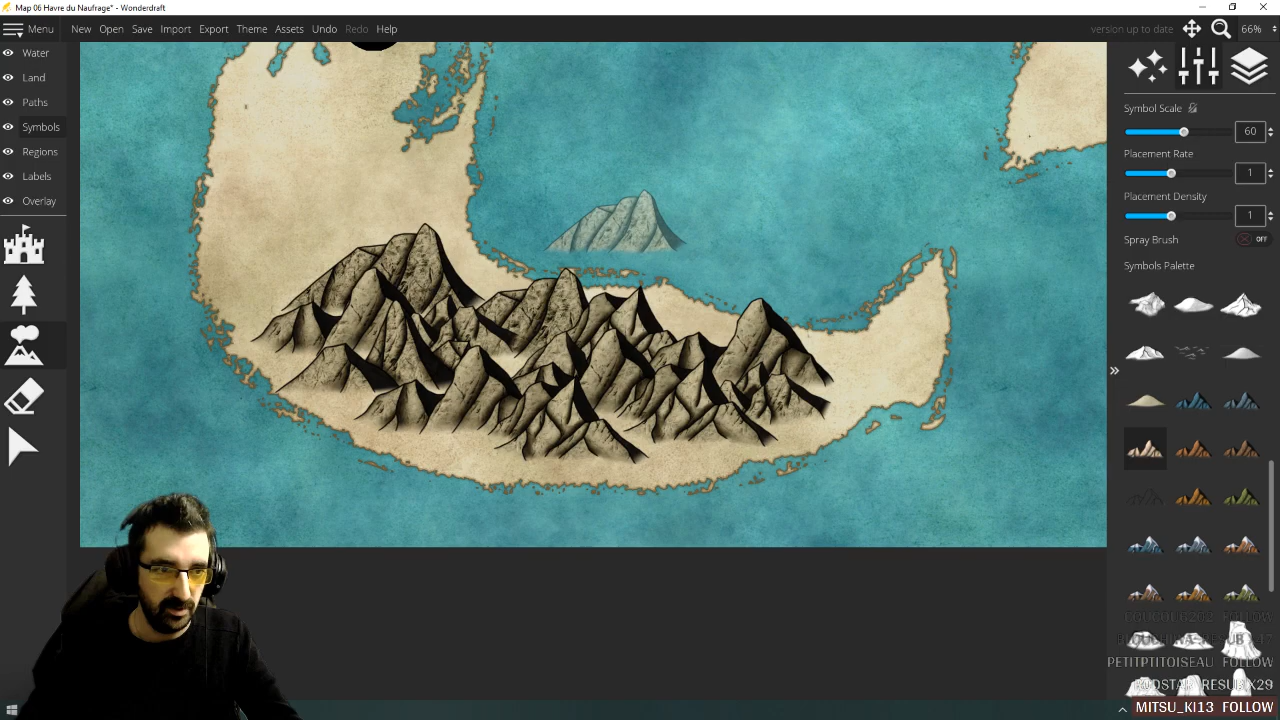 Map 06 Havre du Naufrage* - Wonderdraft
Menu New Open Save Import Export Theme Assets Undo Redo Help version up to date 66%
Water
Land
Paths
Symbols
Regions
Labels
Overlay
Symbol Scale
60
Placement Rate
1
Placement Density
1
Spray Brush OFF
Symbols Palette
PETITPTITOISEAU FOLLOW
MITSU_KI13 FOLLOW